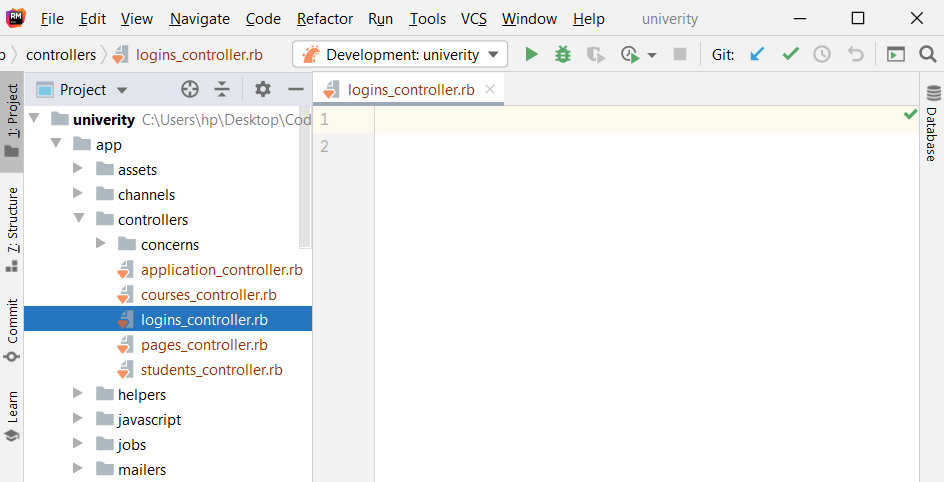 RM File Edit View Navigate Code Refactor Run Tools VCS Window Help univerity
controllers logins_controller.rb Development: univerity Git:
1: Project
Project
logins_controller.rb
univerity C:\Users\hp\Desktop\Cod
app
assets
channels
controllers
concerns
application_controller.rb
courses_controller.rb
logins_controller.rb
pages_controller.rb
students_controller.rb
helpers
javascript
jobs
mailers
1
2
7: Structure
Commit
Learn
Database